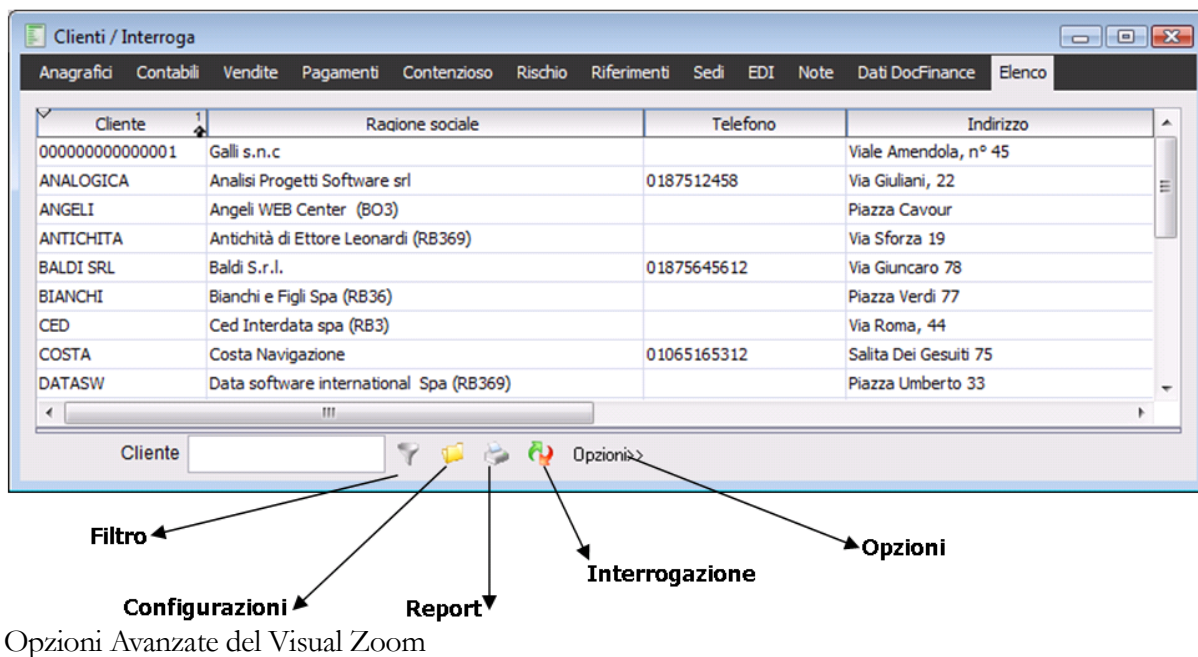 Clienti / Interroga
Anagrafici Contabili Vendite Pagamenti Contenzioso Rischio Riferimenti Sedi EDI Note Dati DocFinance Elenco
Cliente 1 Ragione sociale Telefono Indirizzo
000000000000001 Galli s.n.c Viale Amendola, n° 45
ANALOGICA Analisi Progetti Software srl 0187512458 Via Giuliani, 22
ANGELI Angeli WEB Center (BO3) Piazza Cavour
ANTICHITA Antichità di Ettore Leonardi (RB369) Via Sforza 19
BALDI SRL Baldi S.r.l. 01875645612 Via Giuncaro 78
BIANCHI Bianchi e Figli Spa (RB36) Piazza Verdi 77
CED Ced Interdata spa (RB3) Via Roma, 44
COSTA Costa Navigazione 01065165312 Salita Dei Gesuiti 75
DATASW Data software international Spa (RB369) Piazza Umberto 33
Cliente Opzioni>>
Filtro
Opzioni
Interrogazione
Configurazioni Report
Opzioni Avanzate del Visual Zoom